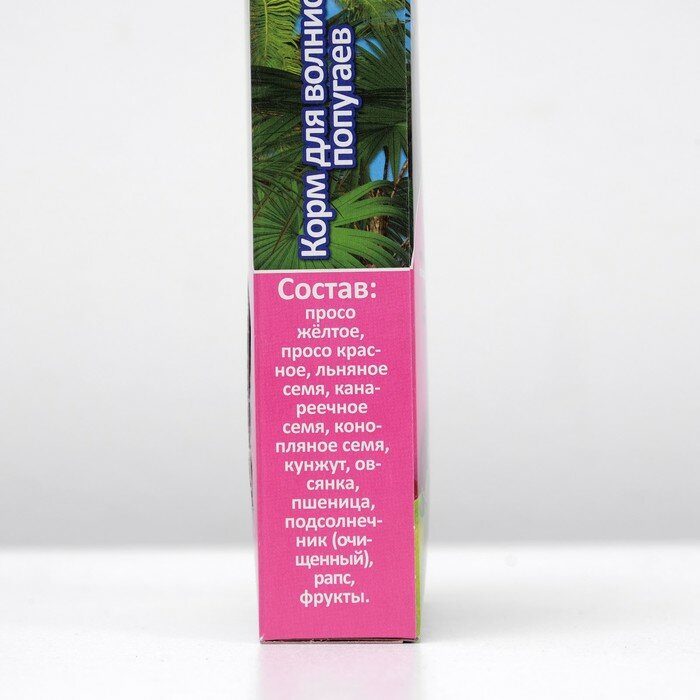 Корм для волнис
попугаев
Состав:
просо
жёлтое,
просо крас-
ное, льняное
семя, кана-
реечное
семя, коно-
пляное семя,
кунжут, ов-
сянка,
пшеница,
подсолнеч-
ник (очи-
щенный),
рапс,
фрукты.